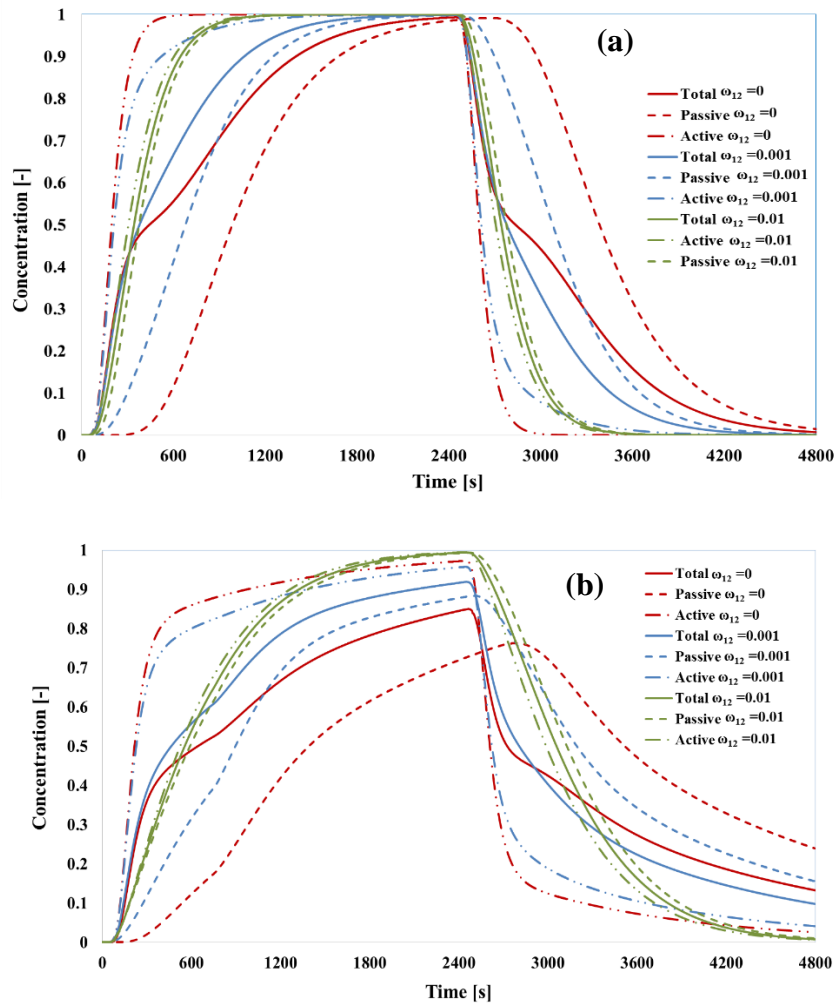 (a)
1
0.9
0.8
0.7
0.6
0.5
0.4
0.3
0.2
0.1
0
Concentration [-]
Total ω12 =0
Passive ω12 =0
Active ω12 =0
Total ω12 =0.001
Passive ω12 =0.001
Active ω12 =0.001
Total ω12 =0.01
Active ω12 =0.01
Passive ω12 =0.01
0 600 1200 1800 2400 3000 3600 4200 4800
Time [s]
(b)
1
0.9
0.8
0.7
0.6
0.5
0.4
0.3
0.2
0.1
0
Concentration [-]
Total ω12 =0
Passive ω12 =0
Active ω12 =0
Total ω12 =0.001
Passive ω12 =0.001
Active ω12 =0.001
Total ω12 =0.01
Passive ω12 =0.01
Active ω12 =0.01
0 600 1200 1800 2400 3000 3600 4200 4800
Time [s]